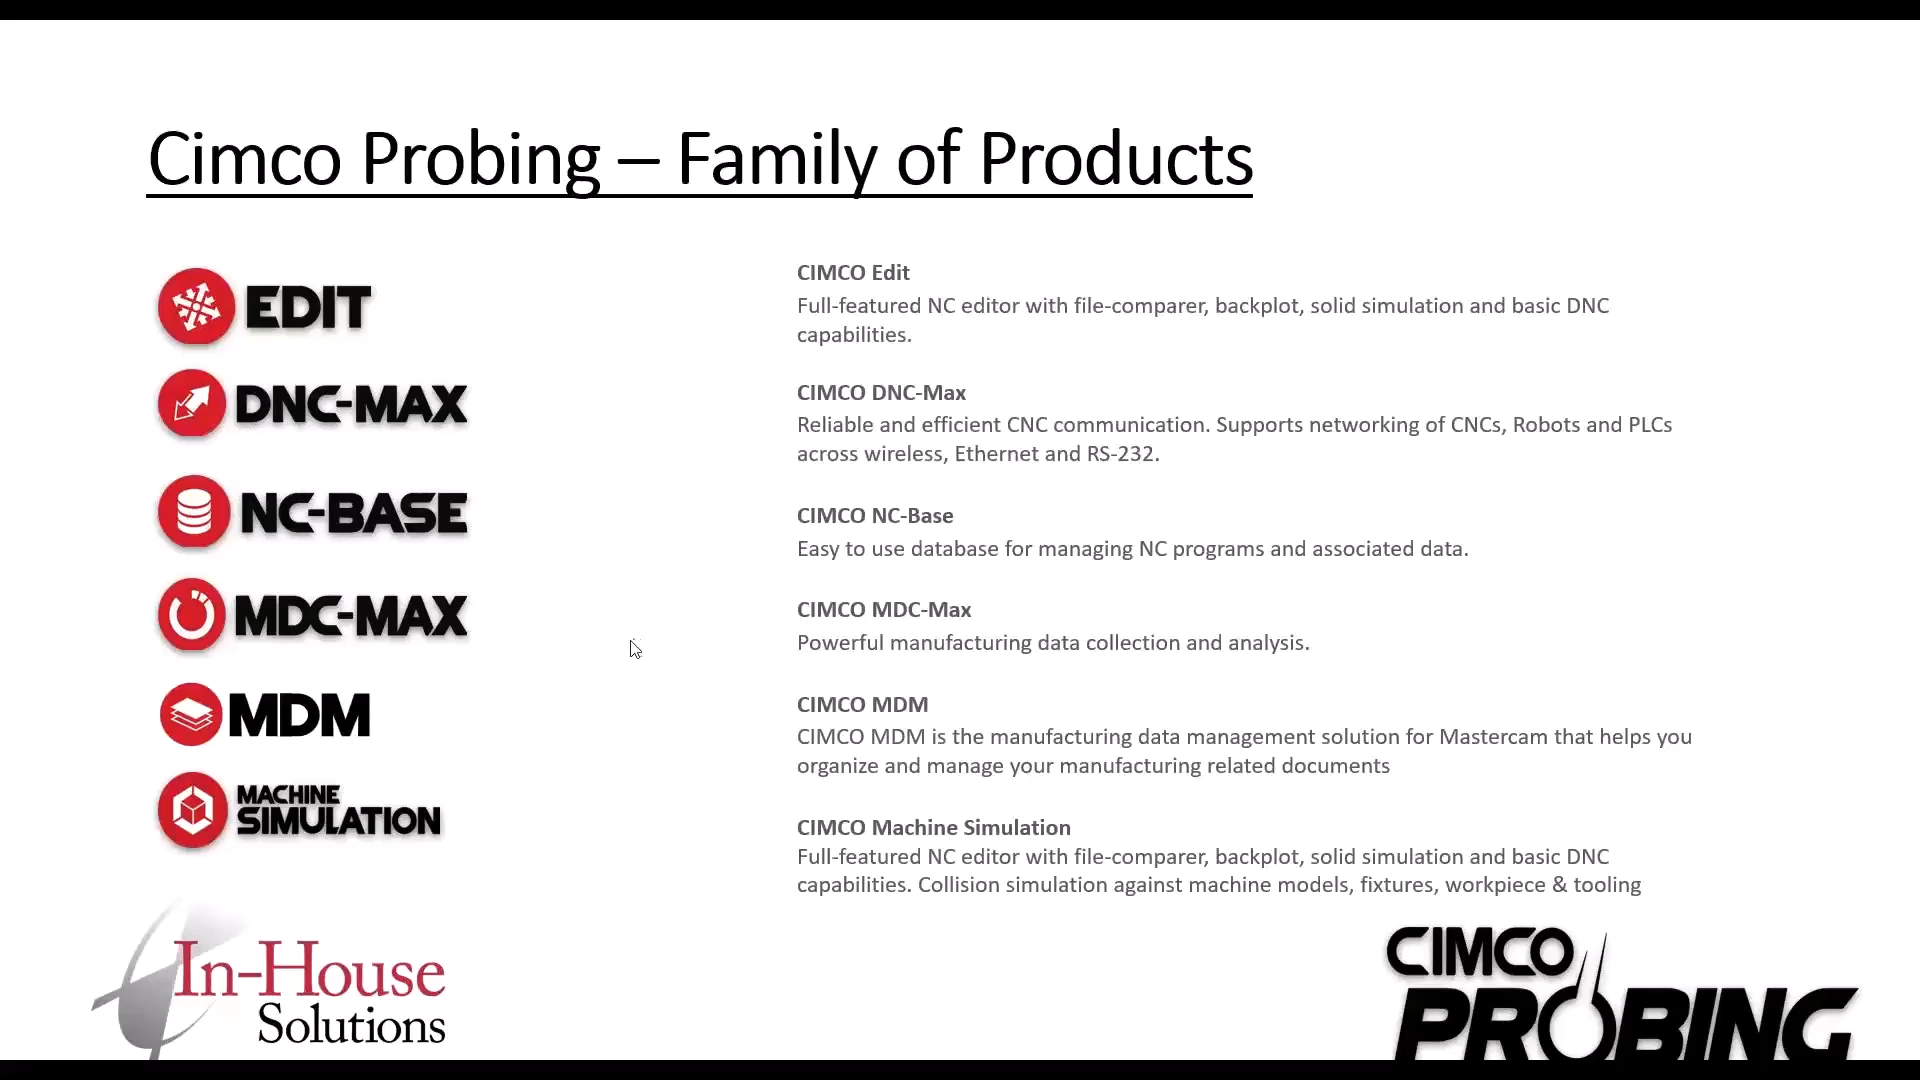 Cimco Probing – Family of Products
EDIT
DNC-MAX
NC-BASE
MDC-MAX
MDM
MACHINE
SIMULATION
CIMCO Edit
Full-featured NC editor with file-comparer, backplot, solid simulation and basic DNC
capabilities.
CIMCO DNC-Max
Reliable and efficient CNC communication. Supports networking of CNCs, Robots and PLCs
across wireless, Ethernet and RS-232.
CIMCO NC-Base
Easy to use database for managing NC programs and associated data.
CIMCO MDC-Max
Powerful manufacturing data collection and analysis.
CIMCO MDM
CIMCO MDM is the manufacturing data management solution for Mastercam that helps you
organize and manage your manufacturing related documents
CIMCO Machine Simulation
Full-featured NC editor with file-comparer, backplot, solid simulation and basic DNC
capabilities. Collision simulation against machine models, fixtures, workpiece & tooling
In-House
Solutions
CIMCO
PROBING